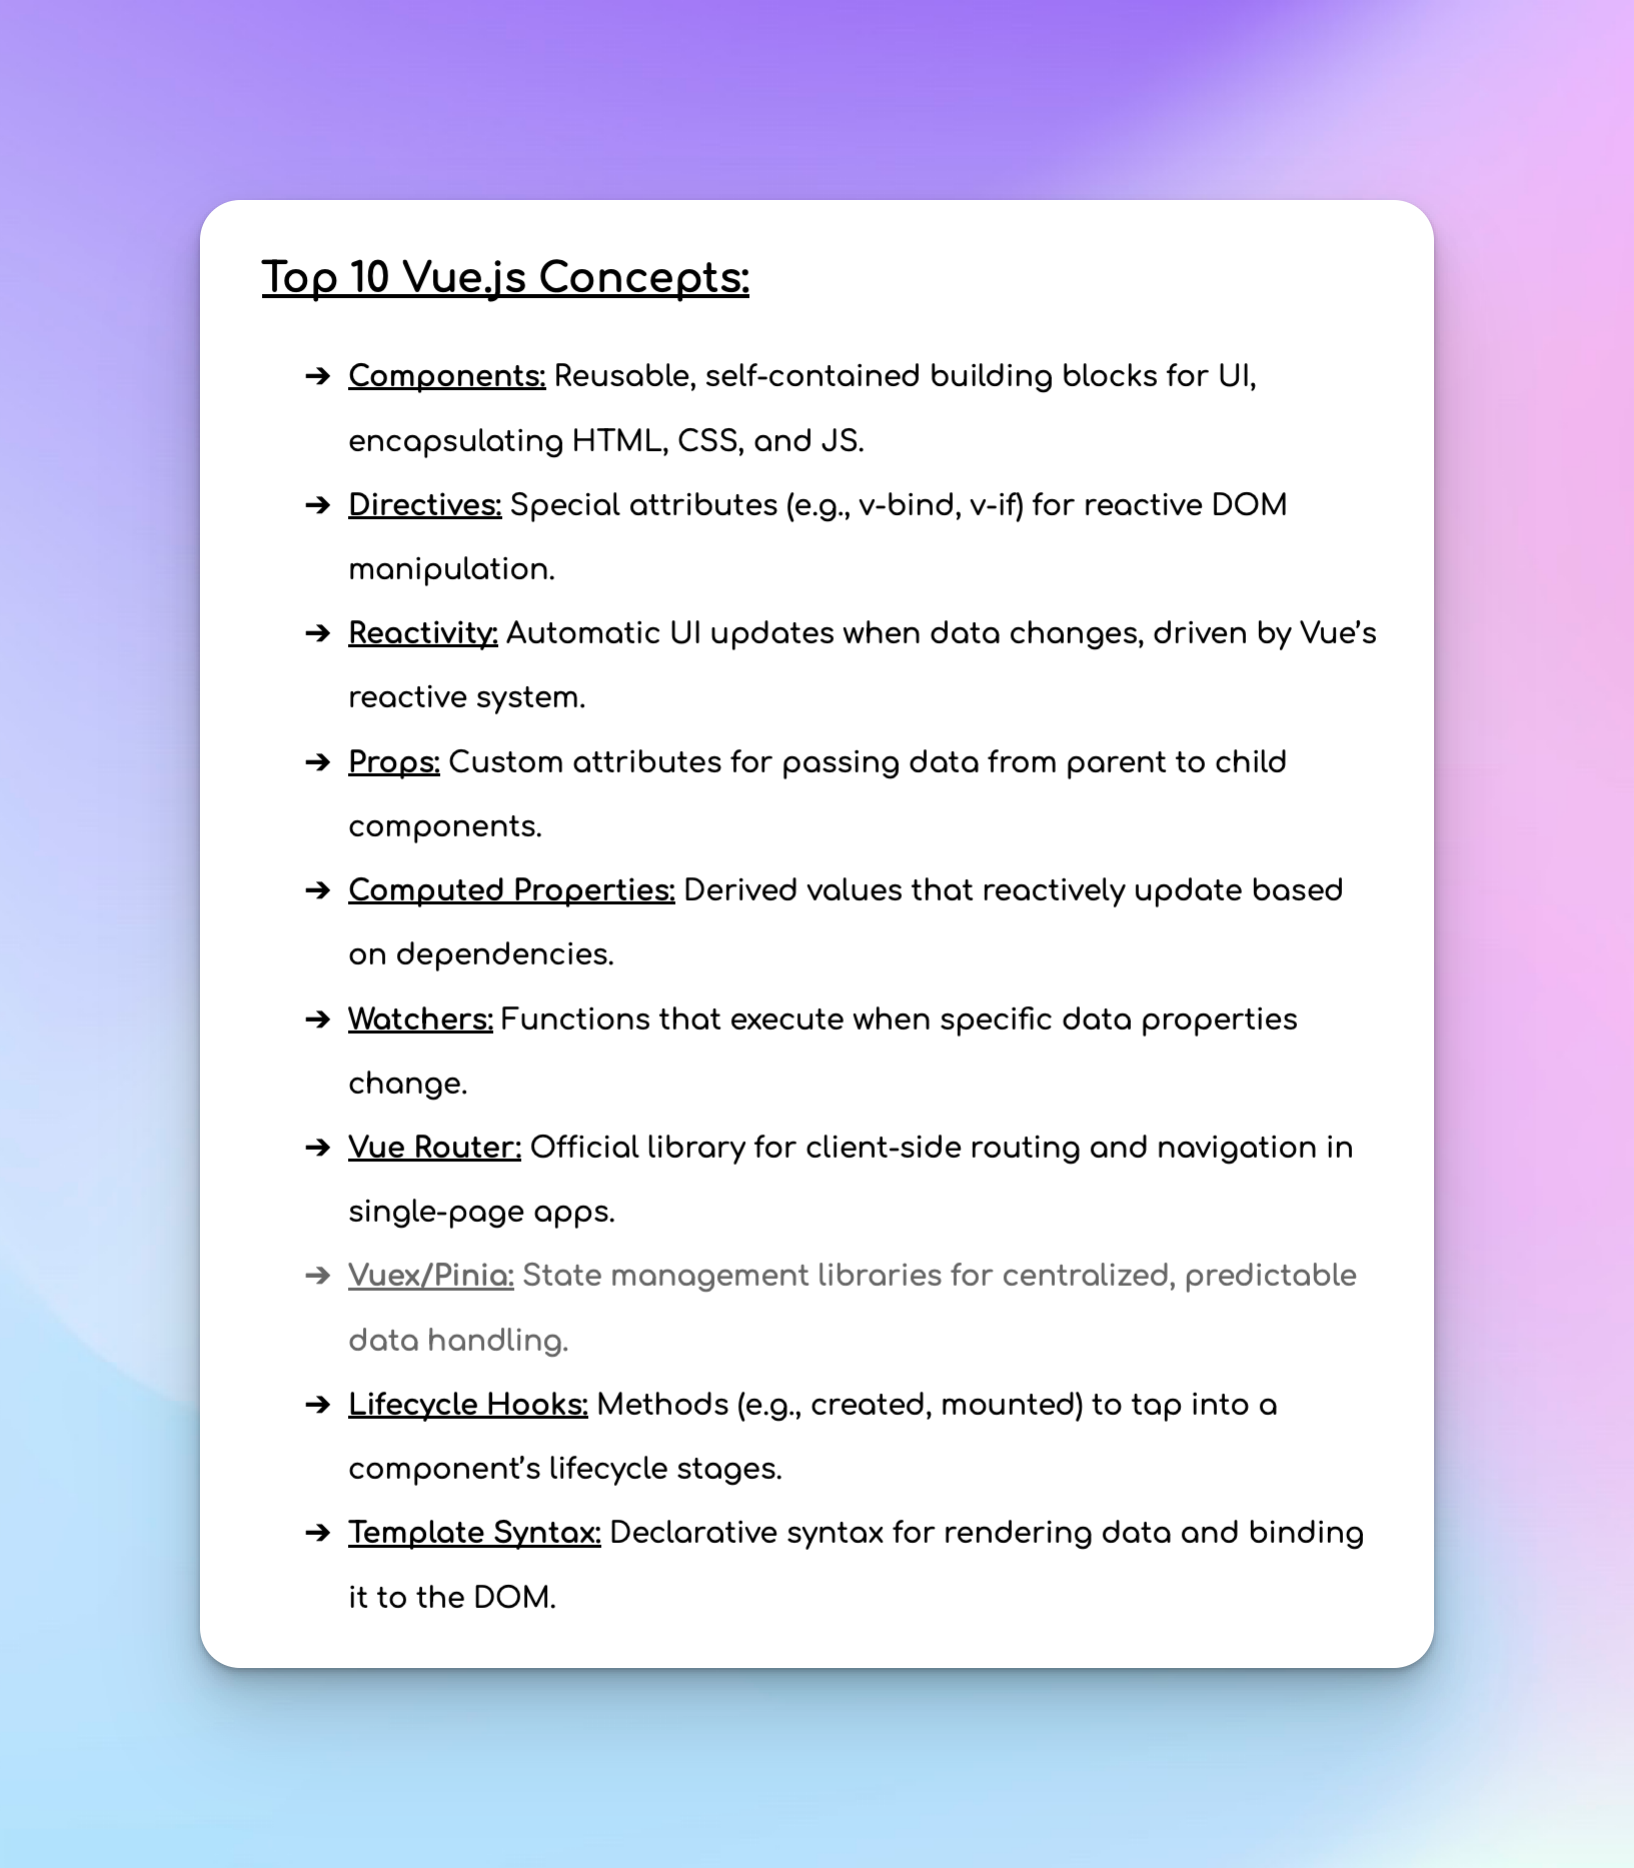 Top 10 Vue.js Concepts:
➔ Components: Reusable, self-contained building blocks for UI,
encapsulating HTML, CSS, and JS.
➔ Directives: Special attributes (e.g., v-bind, v-if) for reactive DOM
manipulation.
➔ Reactivity: Automatic UI updates when data changes, driven by Vue’s
reactive system.
➔ Props: Custom attributes for passing data from parent to child
components.
➔ Computed Properties: Derived values that reactively update based
on dependencies.
➔ Watchers: Functions that execute when specific data properties
change.
➔ Vue Router: Official library for client-side routing and navigation in
single-page apps.
➔ Vuex/Pinia: State management libraries for centralized, predictable
data handling.
➔ Lifecycle Hooks: Methods (e.g., created, mounted) to tap into a
component’s lifecycle stages.
➔ Template Syntax: Declarative syntax for rendering data and binding
it to the DOM.